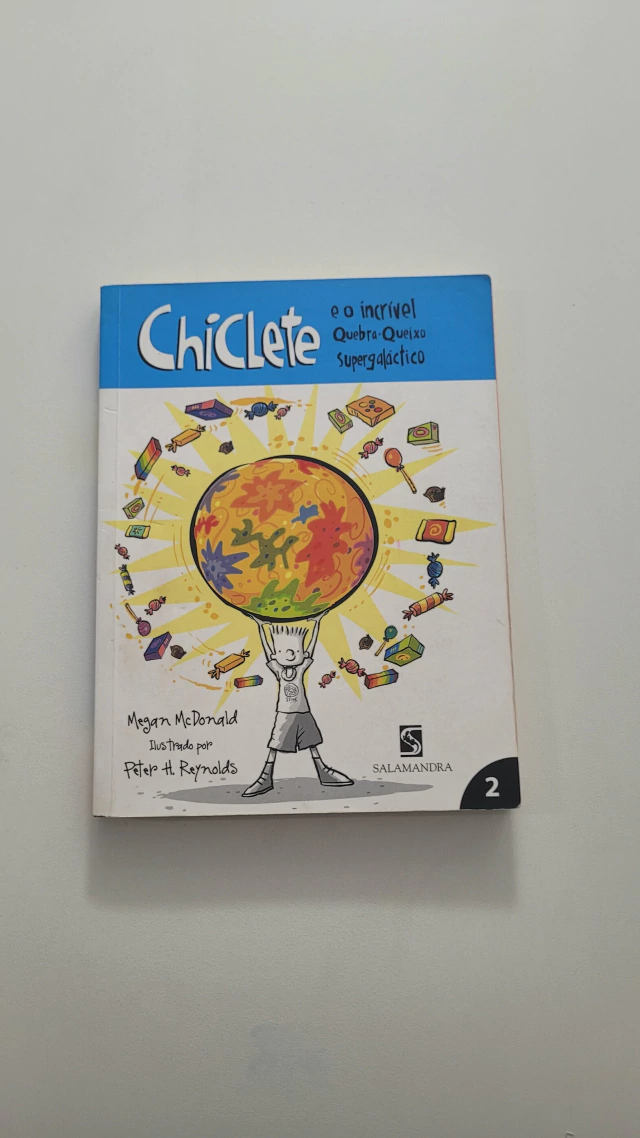 Chiclete
e o incrível
Quebra-Queixo
supergaláctico
Megan McDonald
Ilustrado por
Peter H. Reynolds
SALAMANDRA
2